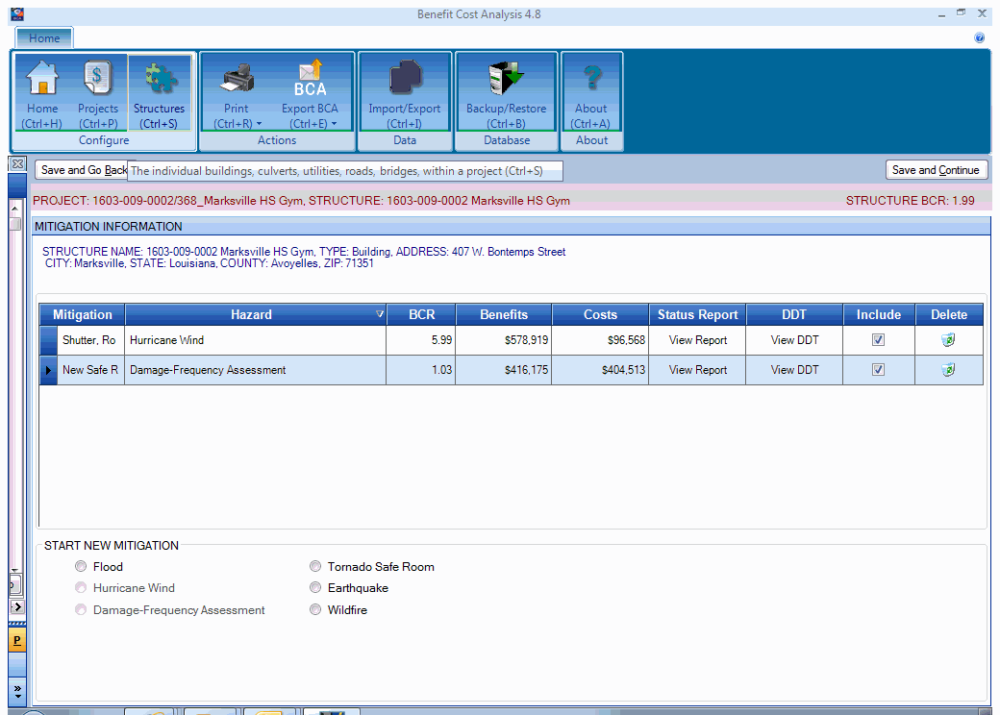 Benefit Cost Analysis 4.8
Home
Home (Ctrl+H)
Projects (Ctrl+P)
Structures (Ctrl+S)
Configure
Print (Ctrl+R)
Export BCA (Ctrl+E)
BCA
Actions
Import/Export (Ctrl+I)
Data
Backup/Restore (Ctrl+B)
Database
About (Ctrl+A)
About
Save and Go Back
The individual buildings, culverts, utilities, roads, bridges, within a project (Ctrl+S)
Save and Continue
PROJECT: 1603-009-0002/368_Marksville HS Gym, STRUCTURE: 1603-009-0002 Marksville HS Gym STRUCTURE BCR: 1.99
MITIGATION INFORMATION
STRUCTURE NAME: 1603-009-0002 Marksville HS Gym, TYPE: Building, ADDRESS: 407 W. Bontemps Street
CITY: Marksville, STATE: Louisiana, COUNTY: Avoyelles, ZIP: 71351
Mitigation Hazard BCR Benefits Costs Status Report DDT Include Delete
Shutter, Ro Hurricane Wind 5.99 $578,919 $96,568 View Report View DDT
New Safe R Damage-Frequency Assessment 1.03 $416,175 $404,513 View Report View DDT
START NEW MITIGATION
Flood Tornado Safe Room
Hurricane Wind Earthquake
Damage-Frequency Assessment Wildfire
P